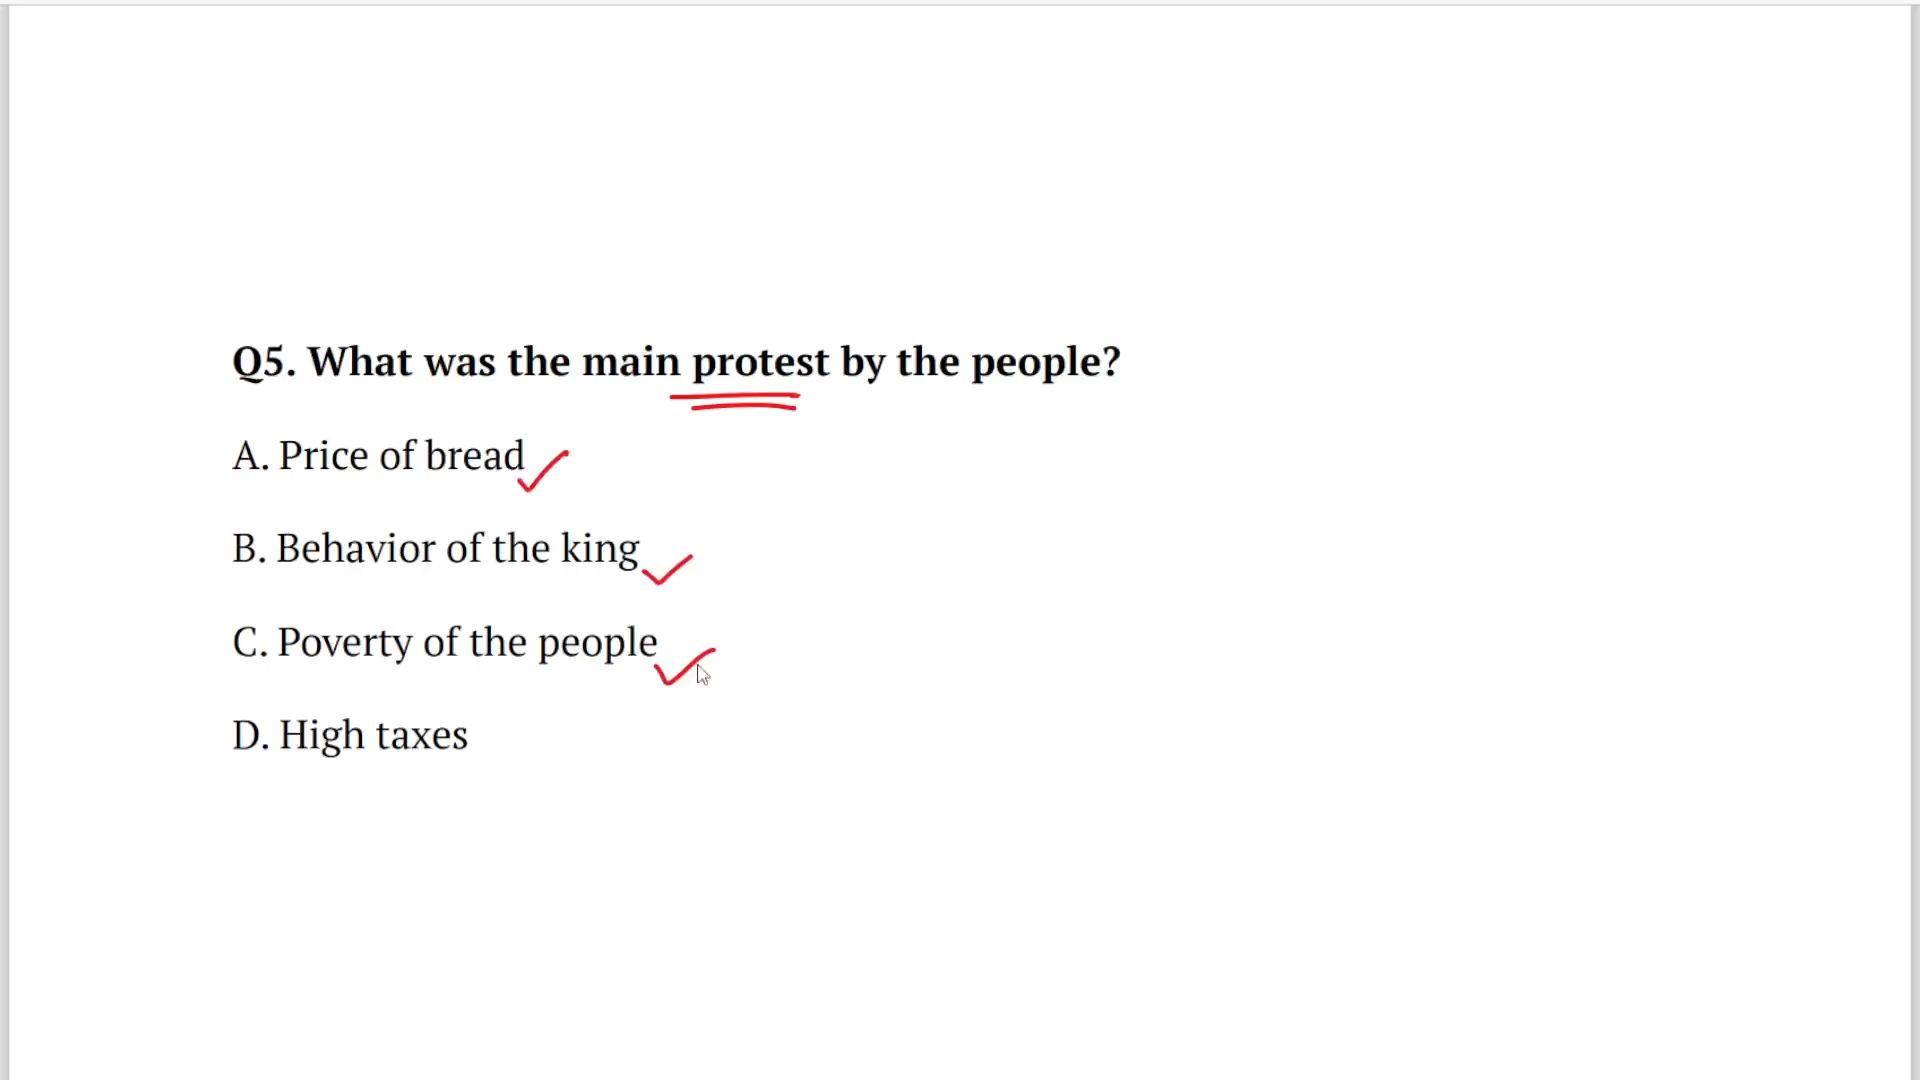 Q5. What was the main protest by the people?
A. Price of bread
B. Behavior of the king
C. Poverty of the people
D. High taxes